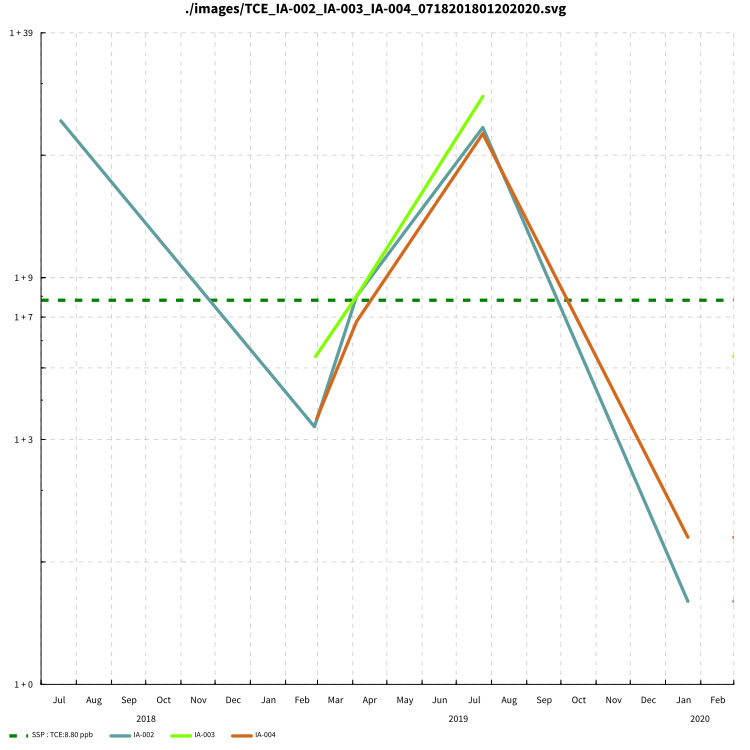 ./images/TCE_IA-002_IA-003_IA-004_0718201801202020.svg
1 + 39
1 + 9
1 + 7
1 + 3
1 + 0
Jul Aug Sep Oct Nov Dec Jan Feb Mar Apr May Jun Jul Aug Sep Oct Nov Dec Jan Feb
2018 2019 2020
SSP : TCE:8.80 ppb IA-002 IA-003 IA-004